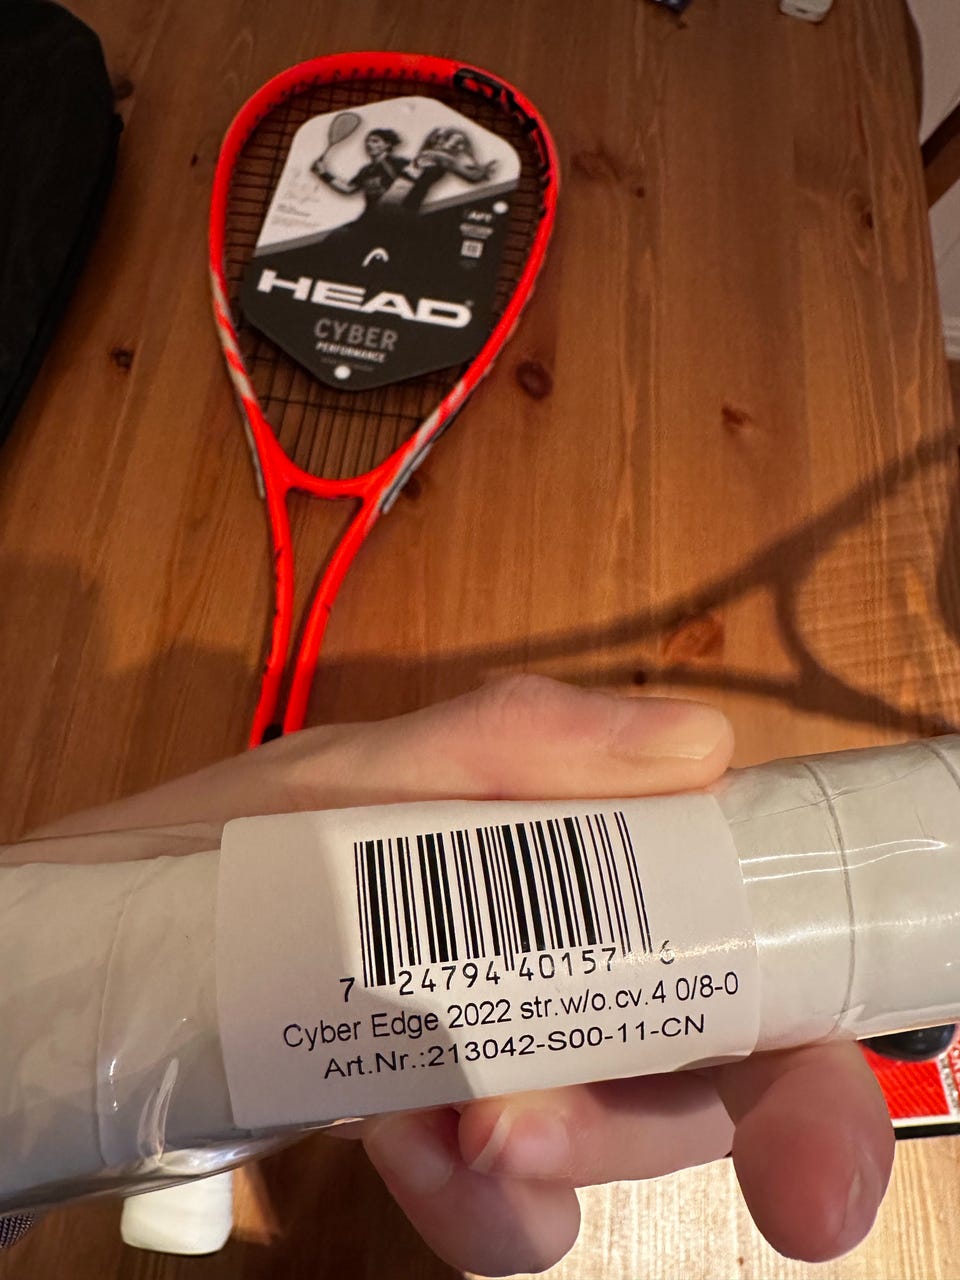 HEAD
CYBER
PERFORMANCE
7 24794 40157 6
Cyber Edge 2022 str.w/o.cv.4 0/8-0
Art.Nr.:213042-S00-11-CN